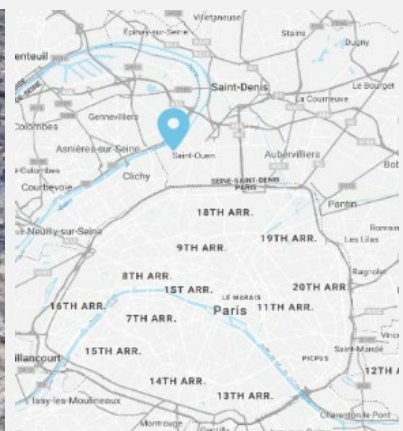 Villetaneuse
Épinay-sur-Seine
Stains
Dugny
enteuil
Saint-Denis
Le Bourget
La Courneuve
Gennevilliers
Colombes
Asnières-sur-Seine
Saint-Ouen
Aubervilliers
Bob
Clichy
Courbevoie
SEINE-SAINT-DENIS
PARIS
Pantin
18TH ARR.
Neuilly-sur-Seine
19TH ARR.
Romain
Les Lilas
9TH ARR.
8TH ARR.
Bagnolet
1ST ARR.
20TH ARR.
LE MARAIS
16TH ARR.
11TH ARR.
7TH ARR.
Paris
Vinc
15TH ARR.
Saint-Mandé
illancourt
PICPUS
12TH A
14TH ARR.
13TH ARR.
Issy-les-Moulineaux
Charenton-le-Pont
Montrouge